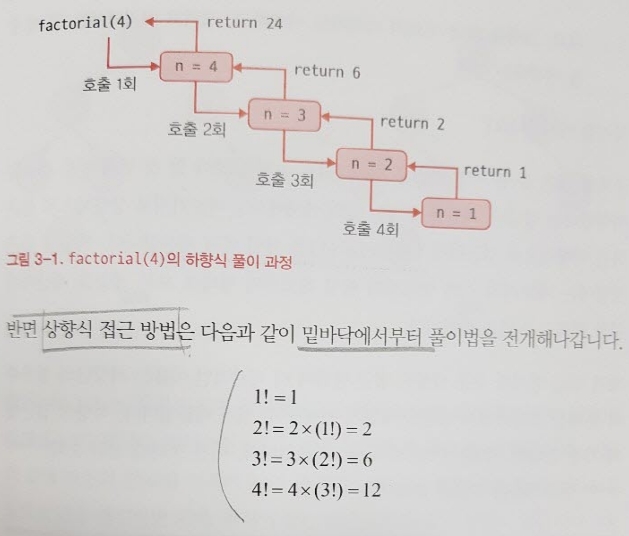 factorial(4)
return 24
n = 4
호출 1회
return 6
n = 3
호출 2회
return 2
n = 2
호출 3회
return 1
n = 1
호출 4회
그림 3-1. factorial(4)의 하향식 풀이 과정
반면 상향식 접근 방법은 다음과 같이 밑바닥에서부터 풀이법을 전개해나갑니다.
1! = 1
2! = 2×(1!) = 2
3! = 3×(2!) = 6
4! = 4×(3!) = 12